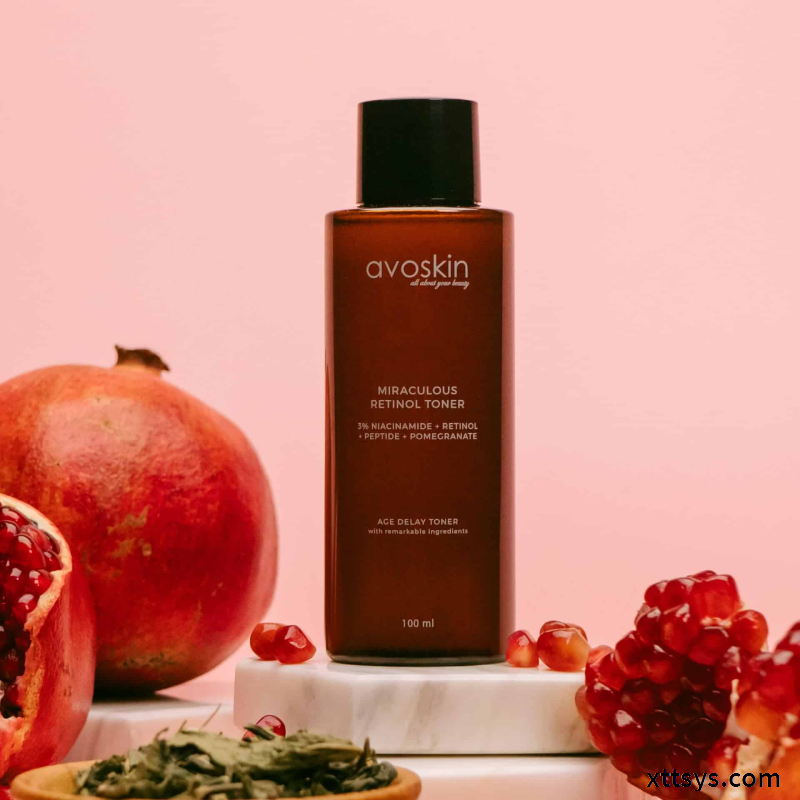 avoskin
all about your beauty
MIRACULOUS
RETINOL TONER
3% NIACINAMIDE + RETINOL
+ PEPTIDE + POMEGRANATE
AGE DELAY TONER
with remarkable ingredients
100 ml
xttsys.com